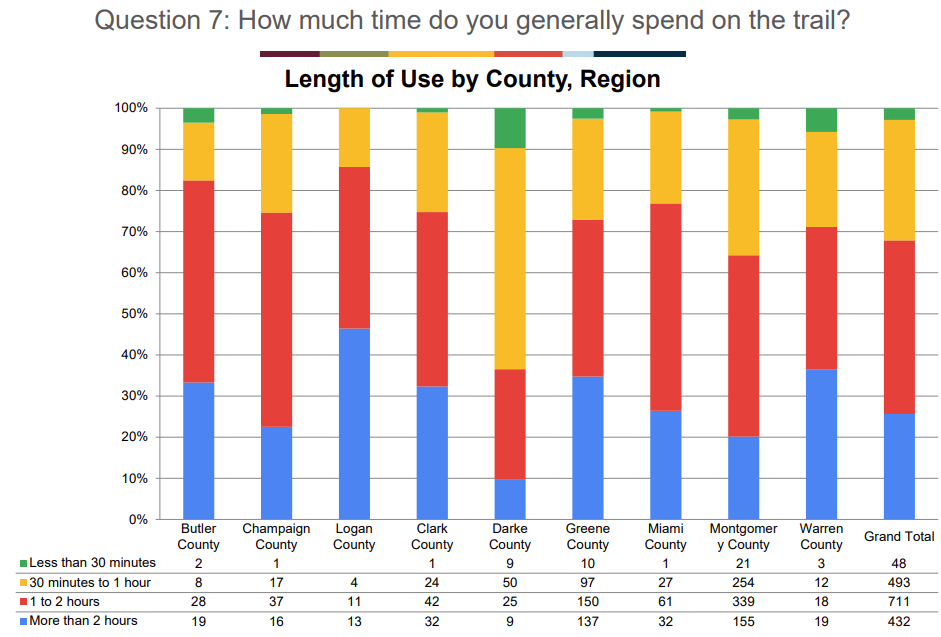 Question 7: How much time do you generally spend on the trail?
Length of Use by County, Region
100%
90%
80%
70%
60%
50%
40%
30%
20%
10%
0%
Butler Champaign Logan Clark Darke Greene Miami Montgomer Warren Grand Total
County County County County County County County y County County
Less than 30 minutes 2 1 1 9 10 1 21 3 48
30 minutes to 1 hour 8 17 4 24 50 97 27 254 12 493
1 to 2 hours 28 37 11 42 25 150 61 339 18 711
More than 2 hours 19 16 13 32 9 137 32 155 19 432